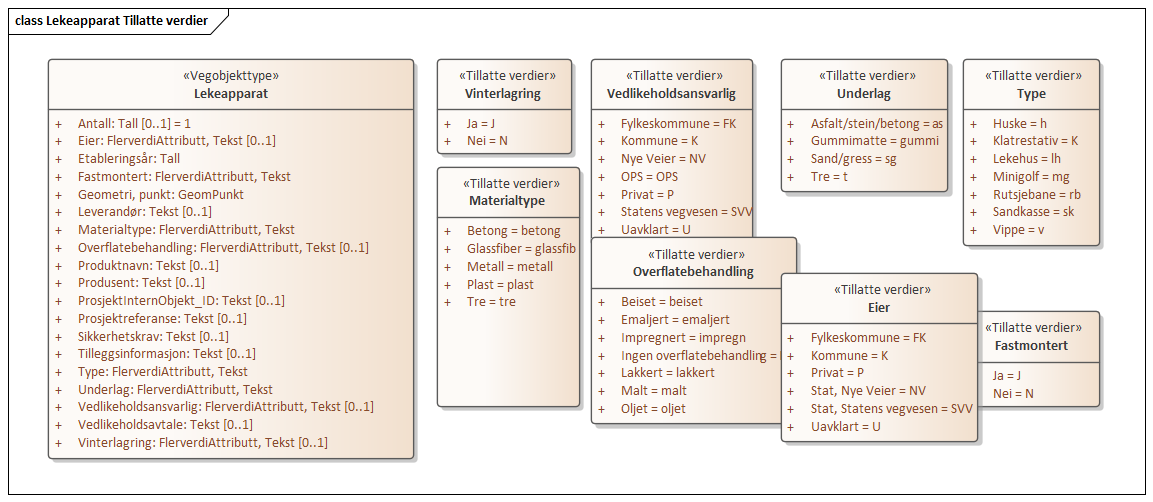 class Lekeapparat Tillatte verdier
«Vegobjekttype»
Lekeapparat
+ Antall: Tall [0..1] = 1
+ Eier: FlerverdiAttributt, Tekst [0..1]
+ Etableringsår: Tall
+ Fastmontert: FlerverdiAttributt, Tekst
+ Geometri, punkt: GeomPunkt
+ Leverandør: Tekst [0..1]
+ Materialtype: FlerverdiAttributt, Tekst
+ Overflatebehandling: FlerverdiAttributt, Tekst [0..1]
+ Produktnavn: Tekst [0..1]
+ Produsent: Tekst [0..1]
+ ProsjektInternObjekt_ID: Tekst [0..1]
+ Prosjektreferanse: Tekst [0..1]
+ Sikkerhetskrav: Tekst [0..1]
+ Tilleggsinformasjon: Tekst [0..1]
+ Type: FlerverdiAttributt, Tekst
+ Underlag: FlerverdiAttributt, Tekst
+ Vedlikeholdsansvarlig: FlerverdiAttributt, Tekst [0..1]
+ Vedlikeholdsavtale: Tekst [0..1]
+ Vinterlagring: FlerverdiAttributt, Tekst [0..1]
«Tillatte verdier»
Vinterlagring
+ Ja = J
+ Nei = N
«Tillatte verdier»
Materialtype
+ Betong = betong
+ Glassfiber = glassfib
+ Metall = metall
+ Plast = plast
+ Tre = tre
«Tillatte verdier»
Vedlikeholdsansvarlig
+ Fylkeskommune = FK
+ Kommune = K
+ Nye Veier = NV
+ OPS = OPS
+ Privat = P
+ Statens vegvesen = SVV
+ Uavklart = U
«Tillatte verdier»
Overflatebehandling
+ Beiset = beiset
+ Emaljert = emaljert
+ Impregnert = impregn
+ Ingen overflatebehandling =
+ Lakkert = lakkert
+ Malt = malt
+ Oljet = oljet
«Tillatte verdier»
Underlag
+ Asfalt/stein/betong = as
+ Gummimatte = gummi
+ Sand/gress = sg
+ Tre = t
«Tillatte verdier»
Eier
+ Fylkeskommune = FK
+ Kommune = K
+ Privat = P
+ Stat, Nye Veier = NV
+ Stat, Statens vegvesen = SVV
+ Uavklart = U
«Tillatte verdier»
Type
+ Huske = h
+ Klatrestativ = K
+ Lekehus = lh
+ Minigolf = mg
+ Rutsjebane = rb
+ Sandkasse = sk
+ Vippe = v
«Tillatte verdier»
Fastmontert
Ja = J
Nei = N